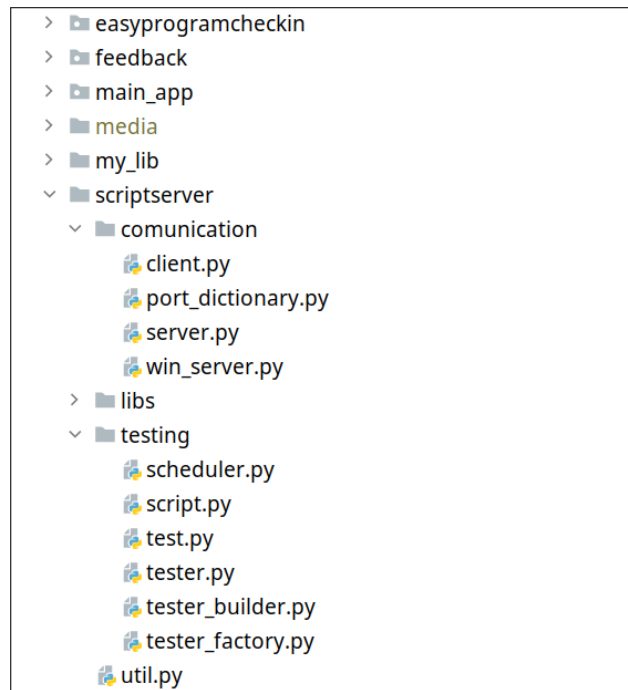 easyprogramcheckin
feedback
main_app
media
my_lib
scriptserver
comunication
client.py
port_dictionary.py
server.py
win_server.py
libs
testing
scheduler.py
script.py
test.py
tester.py
tester_builder.py
tester_factory.py
util.py